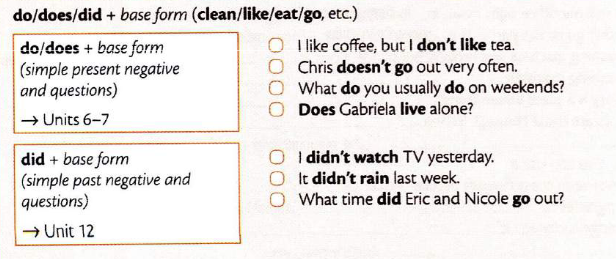 do/does/did + base form (clean/like/eat/go, etc.)
do/does + base form
(simple present negative
and questions)
→ Units 6–7
I like coffee, but I don't like tea.
Chris doesn't go out very often.
What do you usually do on weekends?
Does Gabriela live alone?
did + base form
(simple past negative and
questions)
→ Unit 12
I didn't watch TV yesterday.
It didn't rain last week.
What time did Eric and Nicole go out?